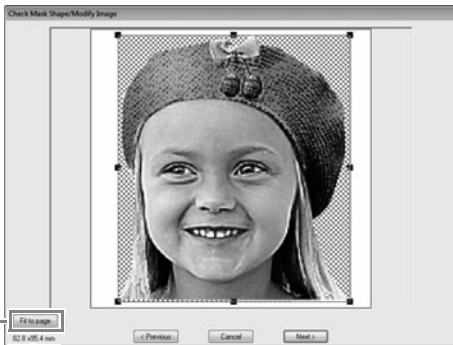 Check Mask Shape/Modify Image
Fit to page
82.8 x95.4 mm
< Previous
Cancel
Next >